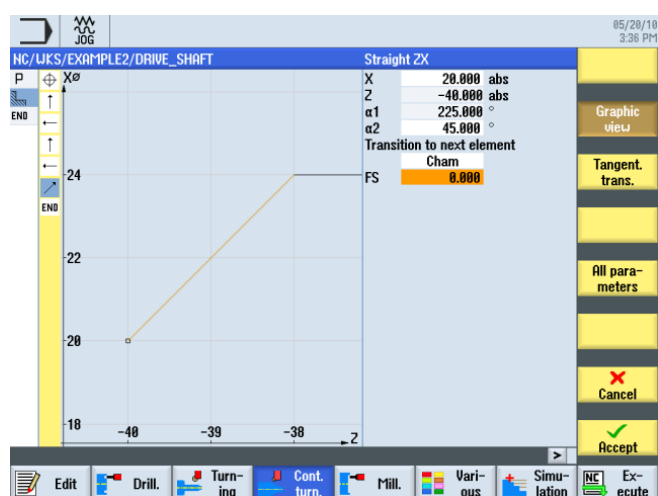 JOG
05/20/10
3:36 PM
NC/WKS/EXAMPLE2/DRIVE_SHAFT
Straight ZX
P
END
END
XØ
24
22
20
18
-40
-39
-38
Z
X 20.000 abs
Z -40.000 abs
α1 225.000 °
α2 45.000 °
Transition to next element
Cham
FS 0.000
Graphic
view
Tangent.
trans.
All para-
meters
Cancel
Accept
>
Edit
Drill.
Turn-
ing
Cont.
turn.
Mill.
Vari-
ous
Simu-
lation
NC
Ex-
ecute